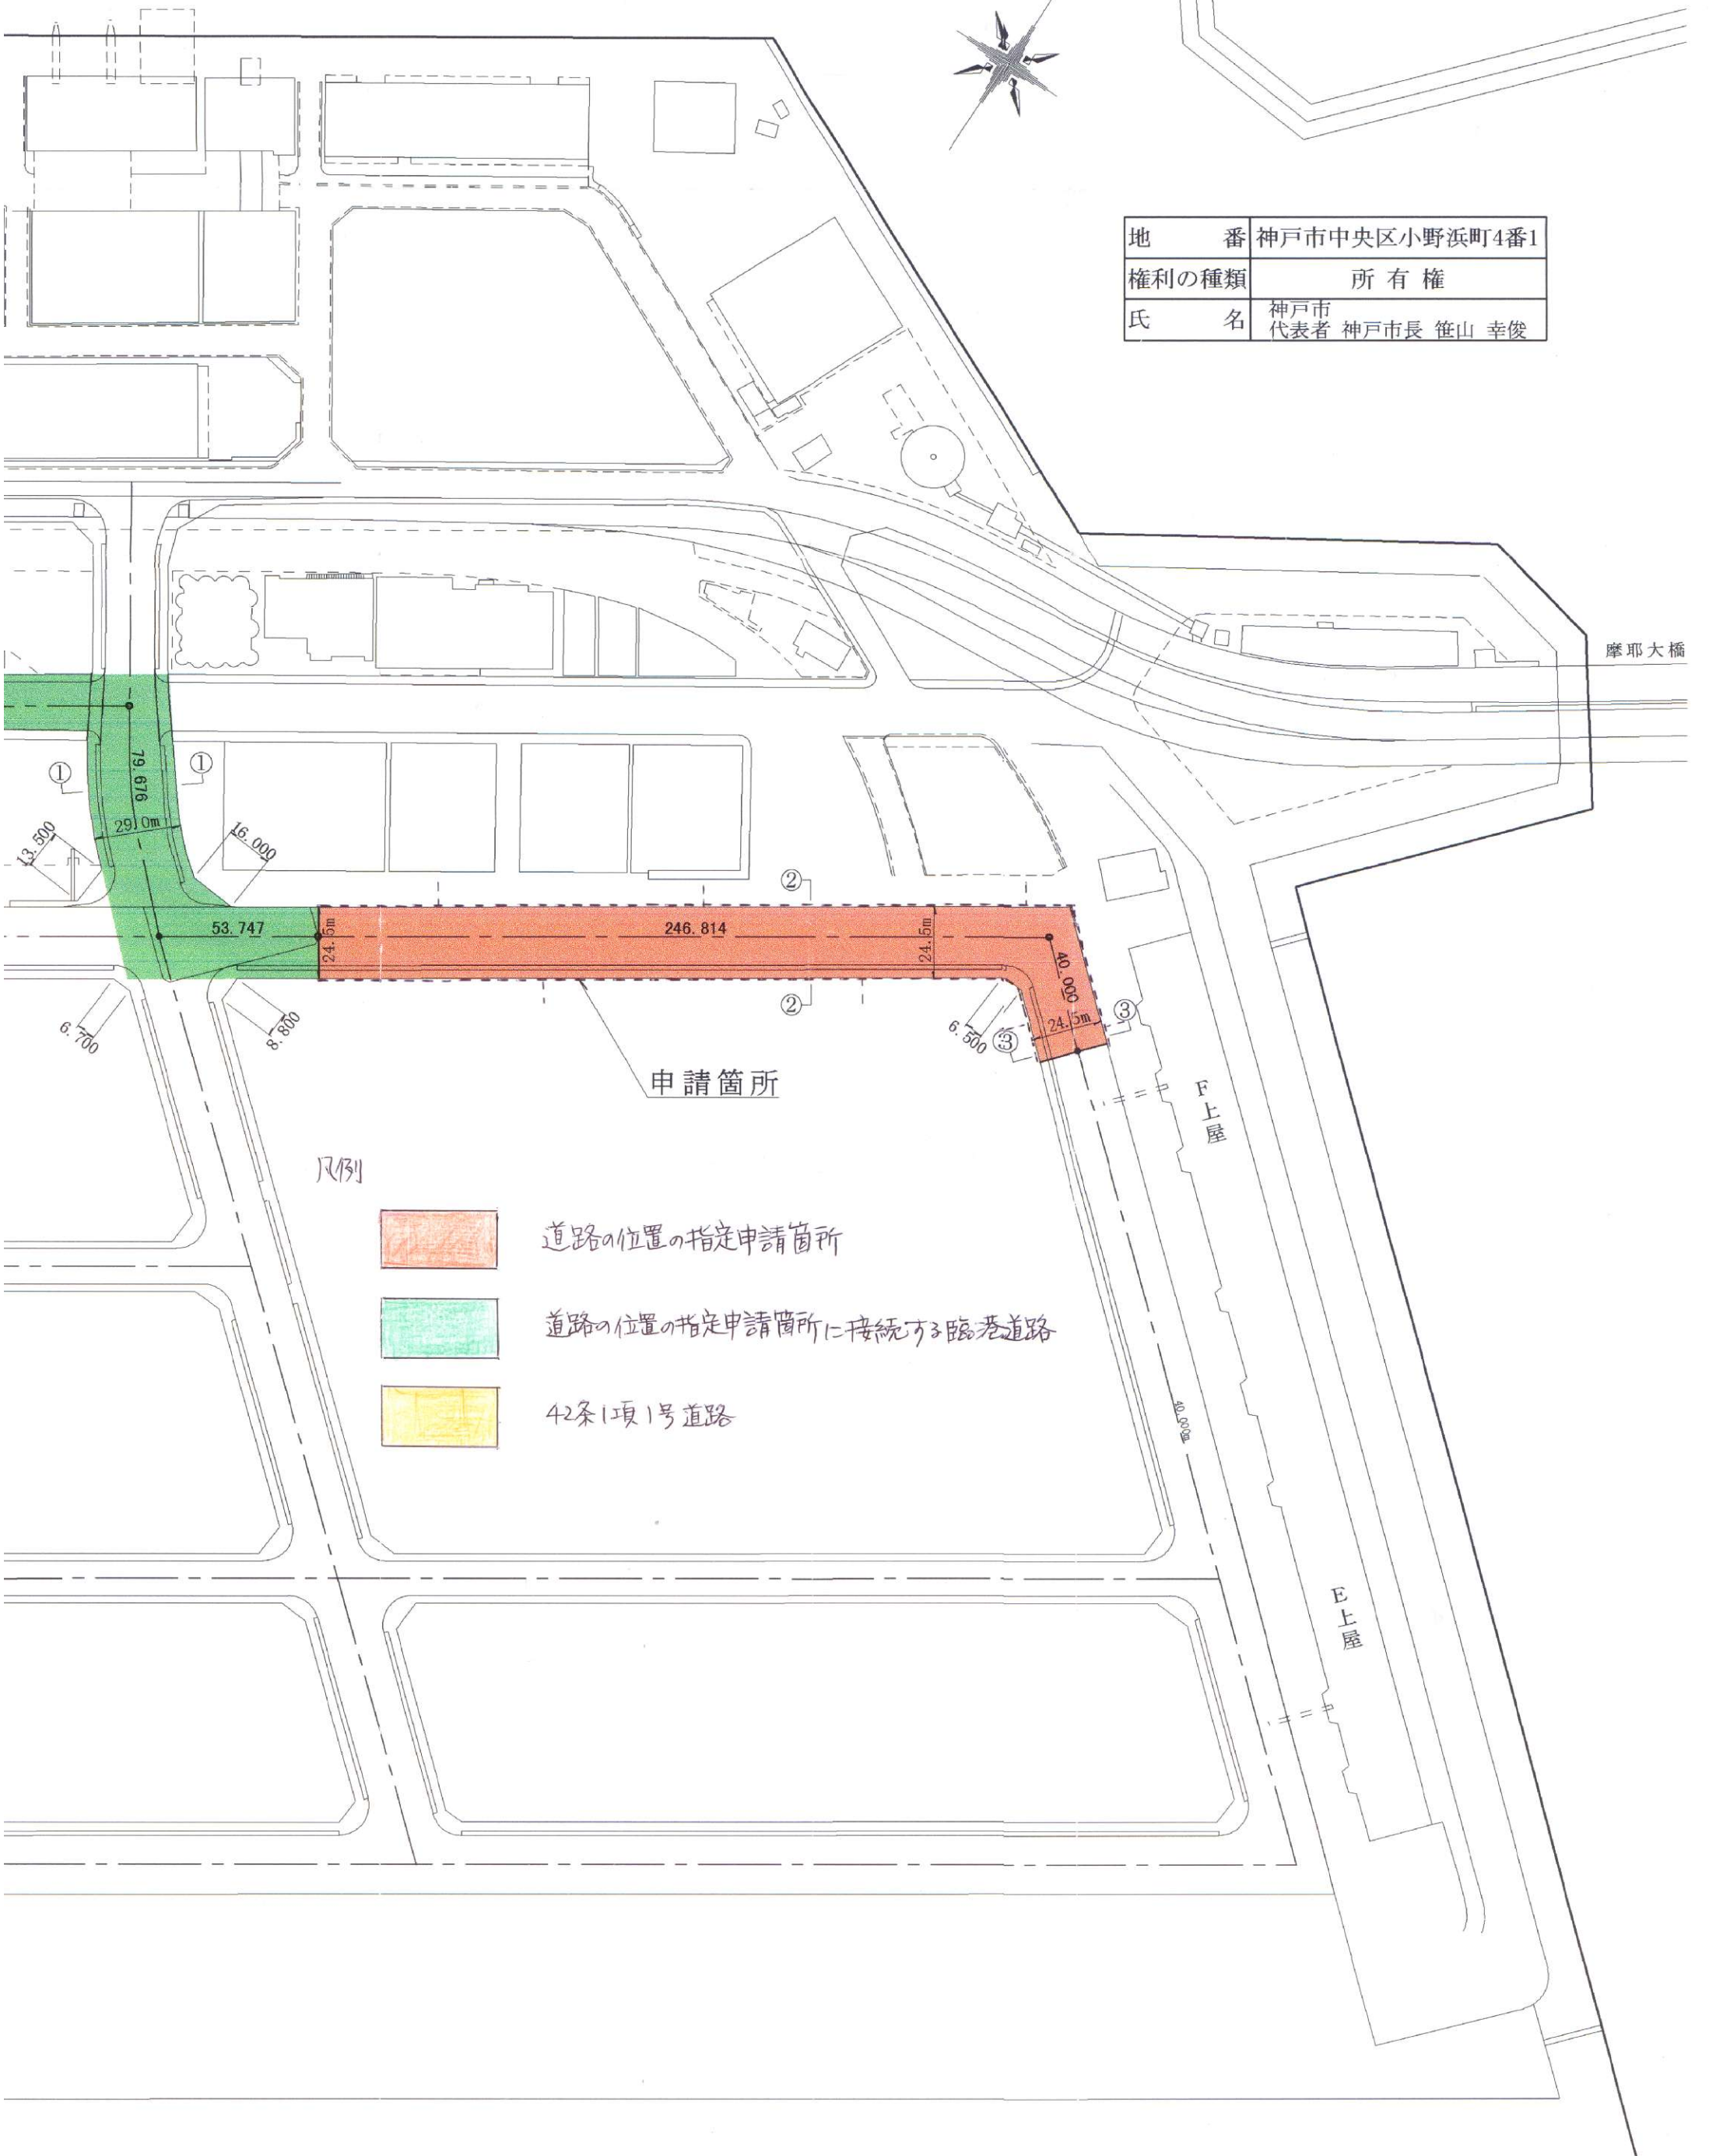 地 番 神戸市中央区小野浜町4番1
権利の種類 所 有 権
氏 名 神戸市
代表者 神戸市長 笹山 幸俊
摩耶大橋
79.676
①
①
29.0m
13.500
16.000
②
53.747
24.5m
246.814
24.5m
40.000
24.5m
②
③
③
6.700
8.800
6.500
申請箇所
F上屋
凡例
道路の位置の指定申請箇所
道路の位置の指定申請箇所に接続する臨港道路
42条1項1号道路
40.000m
E上屋